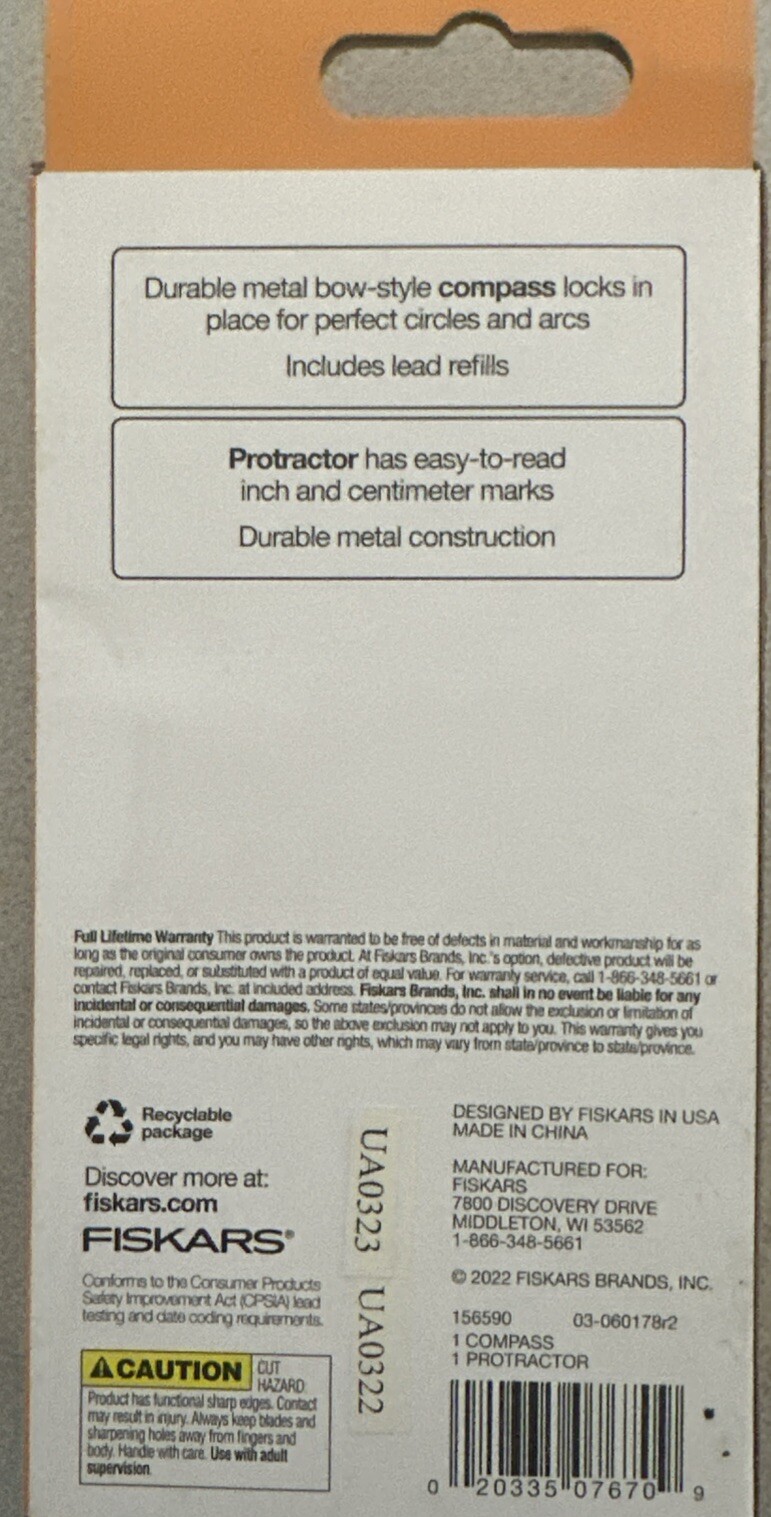 Durable metal bow-style compass locks in
place for perfect circles and arcs
Includes lead refills
Protractor has easy-to-read
inch and centimeter marks
Durable metal construction
Full Lifetime Warranty This product is warranted to be free of defects in material and workmanship for as
long as the original consumer owns the product. At Fiskars Brands, Inc.'s option, defective product will be
repaired, replaced, or substituted with a product of equal value. For warranty service, call 1-866-348-5661 or
contact Fiskars Brands, Inc. at included address. Fiskars Brands, Inc. shall in no event be liable for any
incidental or consequential damages. Some states/provinces do not allow the exclusion or limitation of
incidental or consequential damages, so the above exclusion may not apply to you. This warranty gives you
specific legal rights, and you may have other rights, which may vary from state/province to state/province.
Recyclable
package
Discover more at:
fiskars.com
FISKARS®
Conforms to the Consumer Products
Safety Improvement Act (CPSIA) lead
testing and date coding requirements.
CAUTION CUT
HAZARD
Product has functional sharp edges. Contact
may result in injury. Always keep blades and
sharpening holes away from fingers and
body. Handle with care. Use with adult
supervision.
UA0323 UA0322
DESIGNED BY FISKARS IN USA
MADE IN CHINA
MANUFACTURED FOR:
FISKARS
7800 DISCOVERY DRIVE
MIDDLETON, WI 53562
1-866-348-5661
© 2022 FISKARS BRANDS, INC.
156590 03-060178r2
1 COMPASS
1 PROTRACTOR
0 20335 07670 9